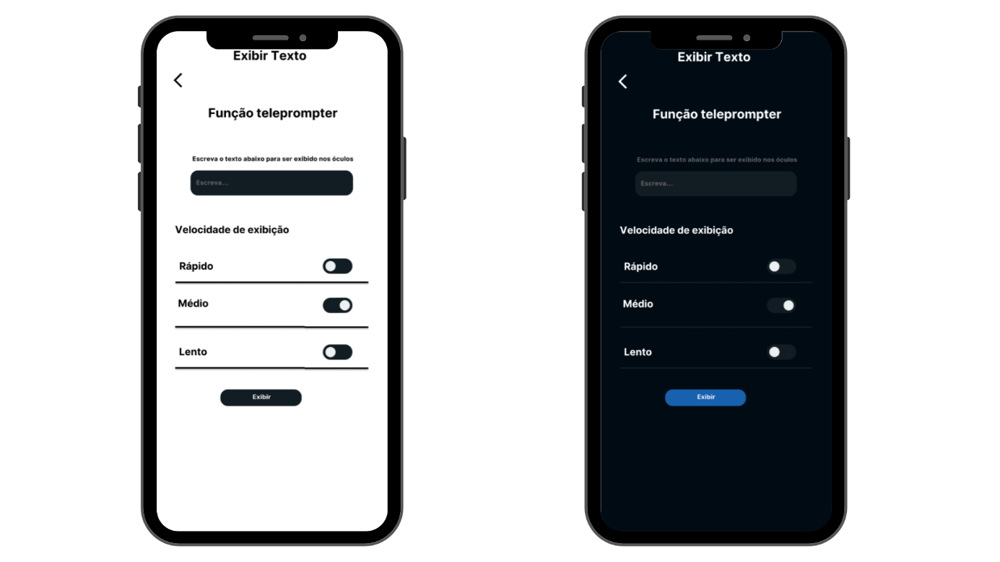 Exibir Texto
Função teleprompter
Escreva o texto abaixo para ser exibido nos óculos
Escreva...
Velocidade de exibição
Rápido
Médio
Lento
Exibir
Exibir Texto
Função teleprompter
Escreva o texto abaixo para ser exibido nos óculos
Escreva...
Velocidade de exibição
Rápido
Médio
Lento
Exibir